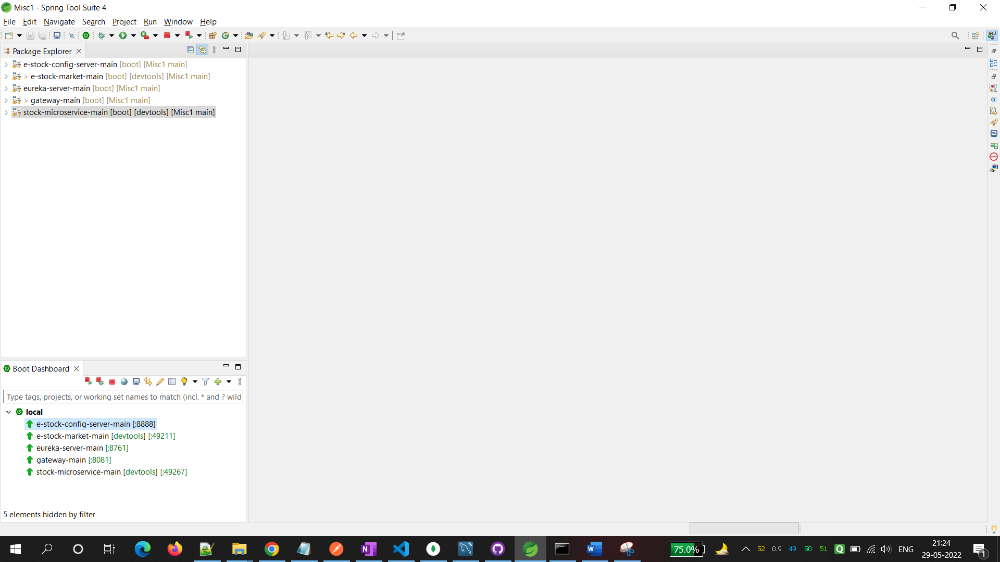 Misc1 - Spring Tool Suite 4
File Edit Navigate Search Project Run Window Help
Package Explorer
e-stock-config-server-main [boot] [Misc1 main]
> e-stock-market-main [boot] [devtools] [Misc1 main]
eureka-server-main [boot] [Misc1 main]
> gateway-main [boot] [Misc1 main]
stock-microservice-main [boot] [devtools] [Misc1 main]
Boot Dashboard
Type tags, projects, or working set names to match (incl. * and ? wild
local
e-stock-config-server-main [:8888]
e-stock-market-main [devtools] [:49211]
eureka-server-main [:8761]
gateway-main [:8081]
stock-microservice-main [devtools] [:49267]
5 elements hidden by filter
75.0% 52 0.9 49 50 51 ENG
21:24
29-05-2022
1